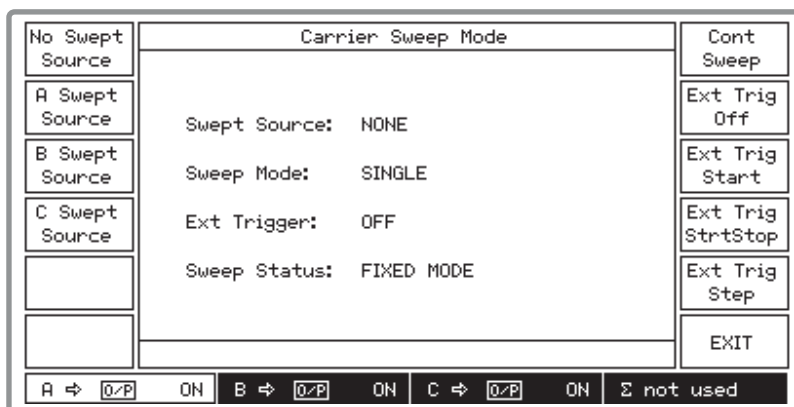 No Swept
Source
A Swept
Source
B Swept
Source
C Swept
Source
Carrier Sweep Mode
Swept Source: NONE
Sweep Mode: SINGLE
Ext Trigger: OFF
Sweep Status: FIXED MODE
Cont
Sweep
Ext Trig
Off
Ext Trig
Start
Ext Trig
StrtStop
Ext Trig
Step
EXIT
A ⇨ O/P ON B ⇨ O/P ON C ⇨ O/P ON Σ not used